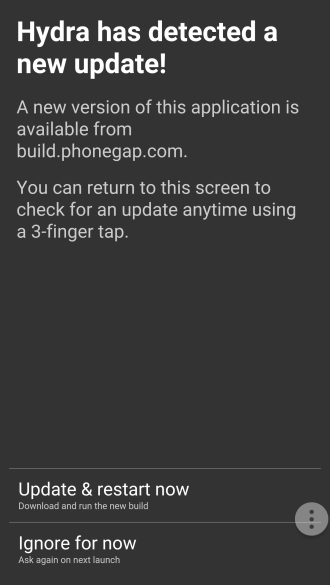 Hydra has detected a
new update!
A new version of this application is
available from
build.phonegap.com.
You can return to this screen to
check for an update anytime using
a 3-finger tap.
Update & restart now
Download and run the new build
Ignore for now
Ask again on next launch